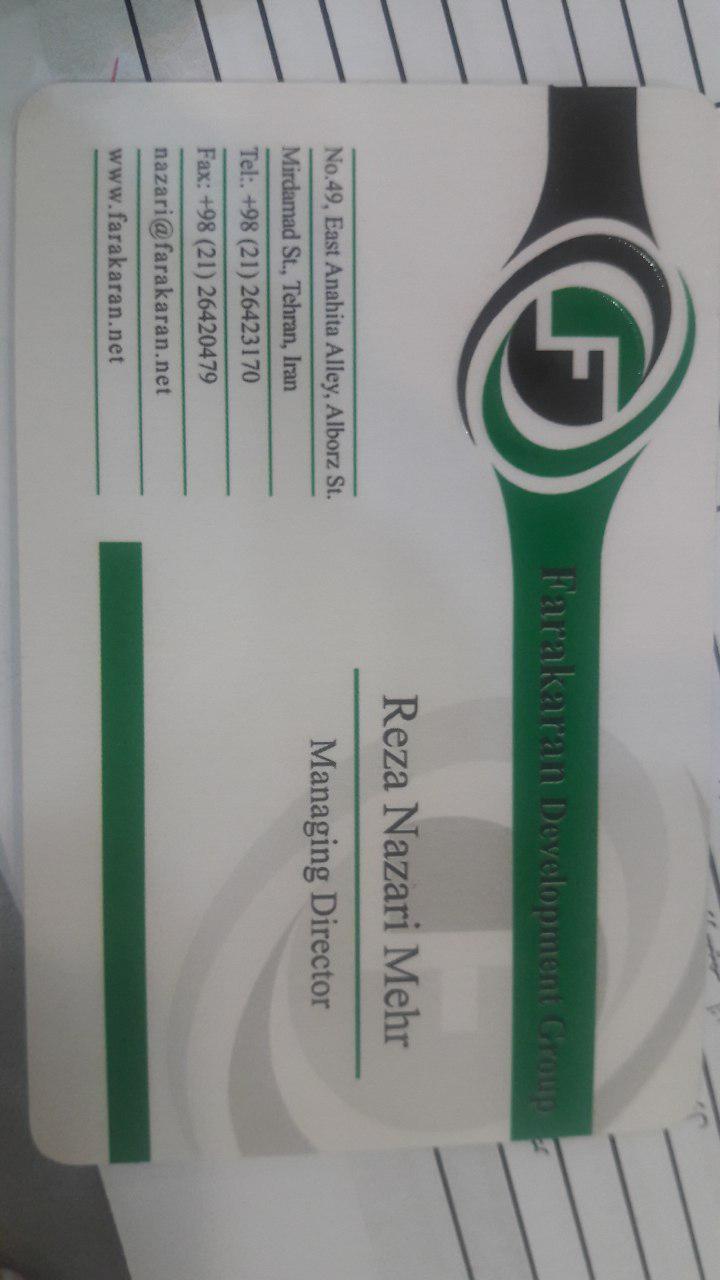 Farakaran Development Group
Reza Nazari Mehr
Managing Director
No.49, East Anahita Alley, Alborz St.
Mirdamad St., Tehran, Iran
Tel:. +98 (21) 26423170
Fax: +98 (21) 26420479
nazari@farakaran.net
www.farakaran.net